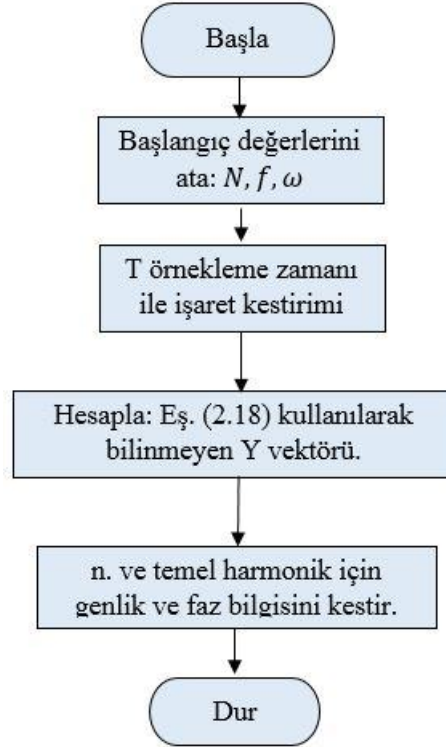 Başla
Başlangıç değerlerini
ata: N, f, ω
T örnekleme zamanı
ile işaret kestirimi
Hesapla: Eş. (2.18) kullanılarak
bilinmeyen Y vektörü.
n. ve temel harmonik için
genlik ve faz bilgisini kestir.
Dur